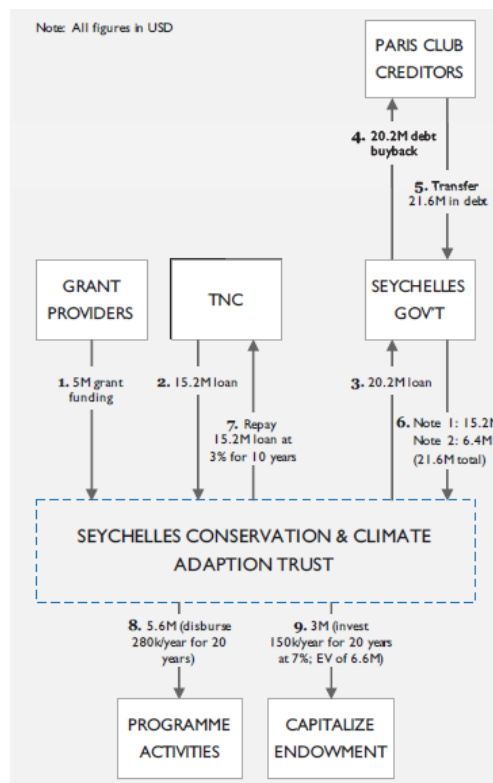 Note: All figures in USD
PARIS CLUB
CREDITORS
4. 20.2M debt
buyback
5. Transfer
21.6M in debt
GRANT
PROVIDERS
TNC
SEYCHELLES
GOV'T
1. 5M grant
funding
2. 15.2M loan
3. 20.2M loan
7. Repay
15.2M loan at
3% for 10 years
6. Note 1: 15.2M
Note 2: 6.4M
(21.6M total)
SEYCHELLES CONSERVATION & CLIMATE
ADAPTION TRUST
8. 5.6M (disburse
280k/year for 20
years)
9. 3M (invest
150k/year for 20 years
at 7%; EV of 6.6M)
PROGRAMME
ACTIVITIES
CAPITALIZE
ENDOWMENT